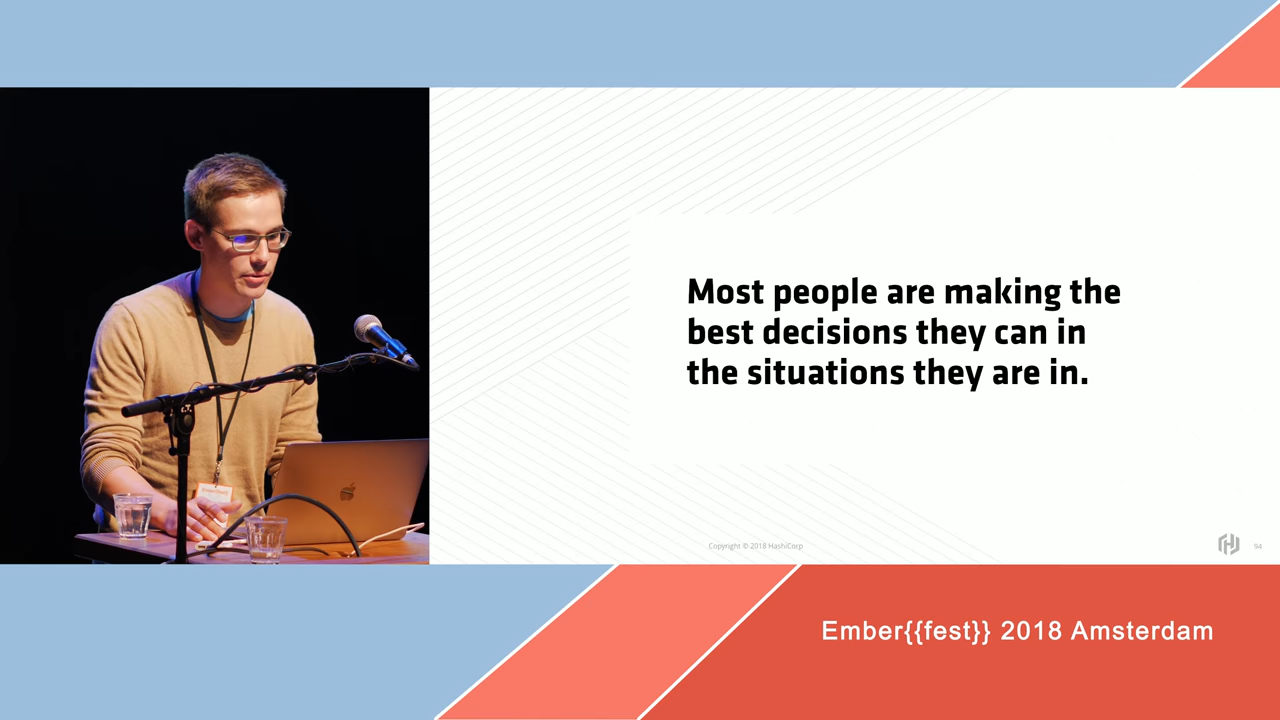 Most people are making the
best decisions they can in
the situations they are in.
Copyright © 2018 HashiCorp
94
Ember{{fest}} 2018 Amsterdam